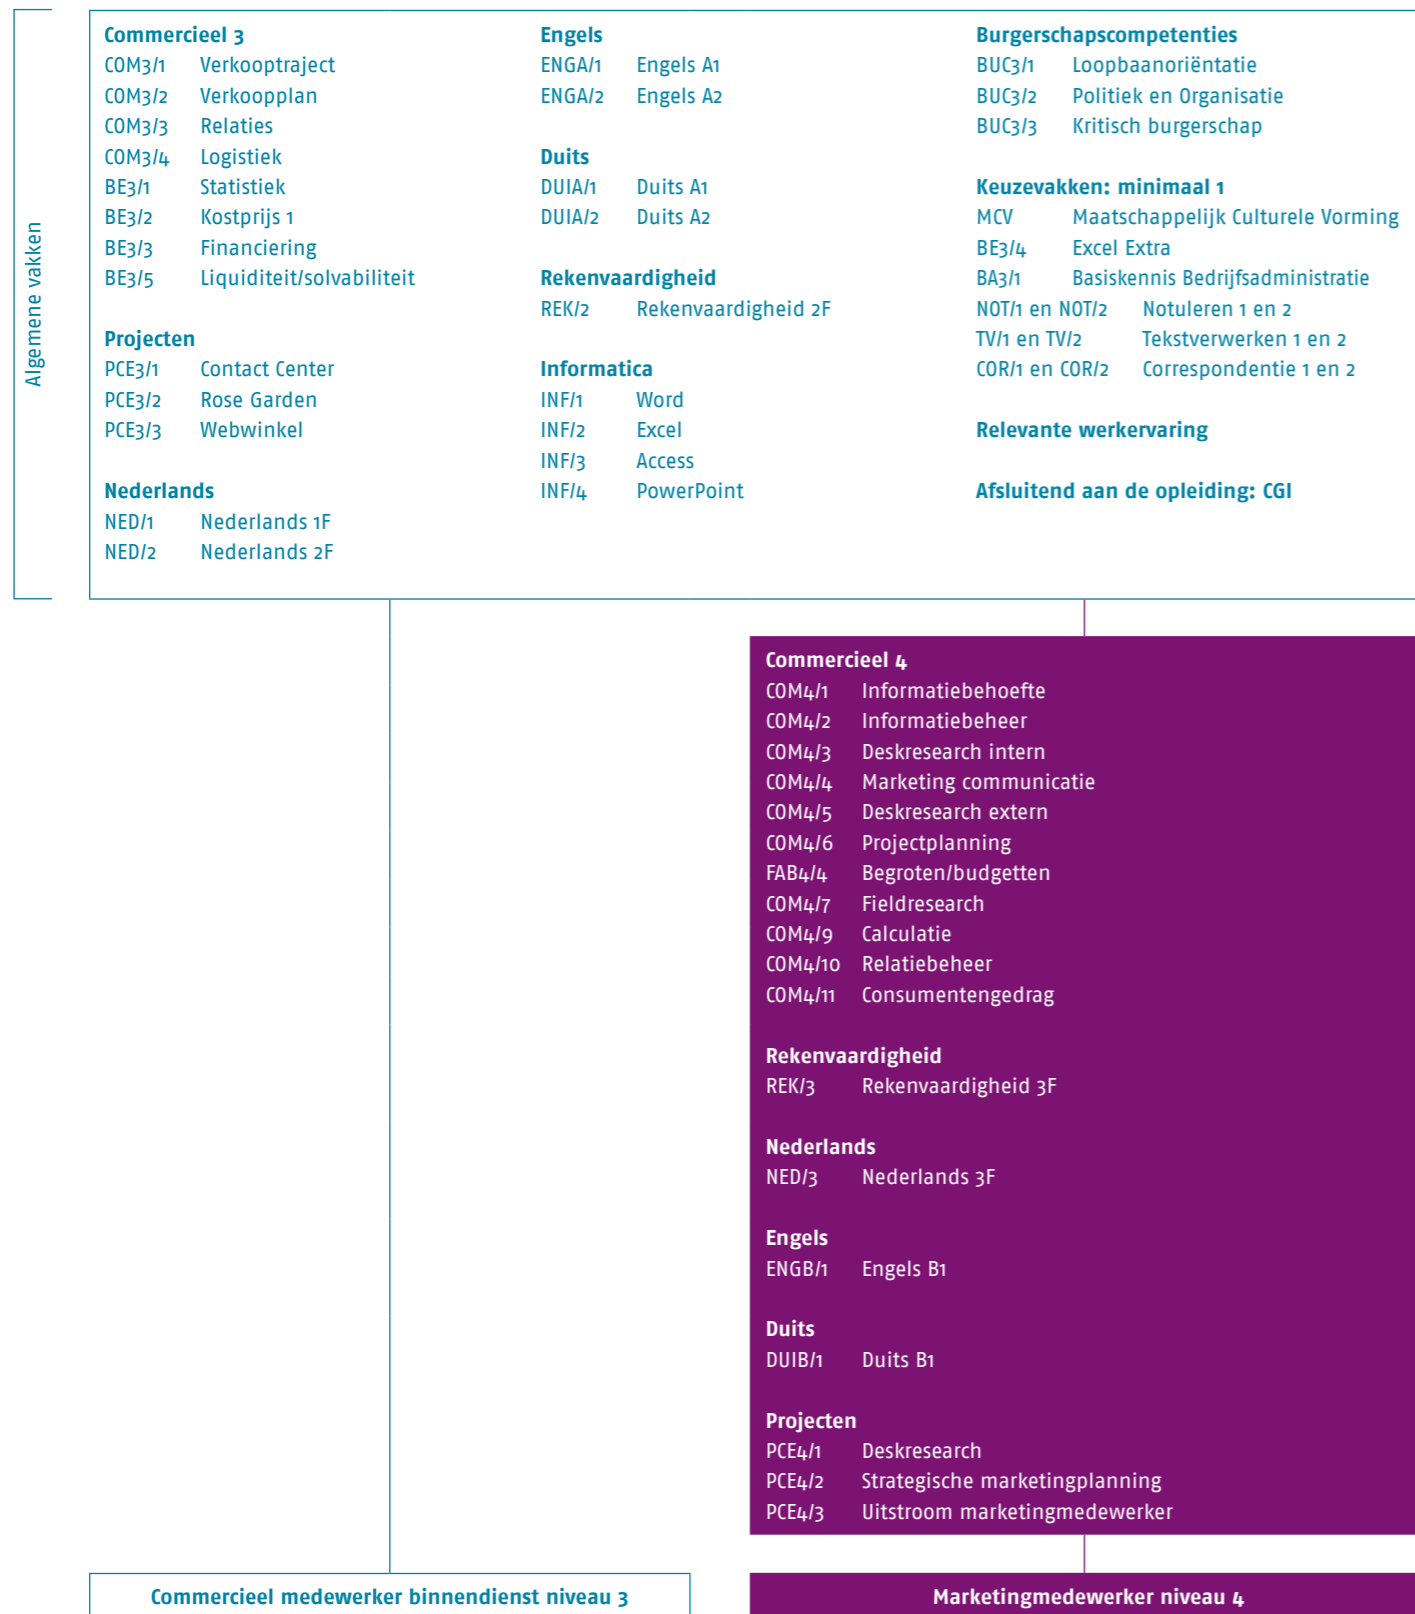 Algemene vakken
Commercieel 3
COM3/1 Verkooptraject
COM3/2 Verkoopplan
COM3/3 Relaties
COM3/4 Logistiek
BE3/1 Statistiek
BE3/2 Kostprijs 1
BE3/3 Financiering
BE3/5 Liquiditeit/solvabiliteit
Projecten
PCE3/1 Contact Center
PCE3/2 Rose Garden
PCE3/3 Webwinkel
Nederlands
NED/1 Nederlands 1F
NED/2 Nederlands 2F
Engels
ENGA/1 Engels A1
ENGA/2 Engels A2
Duits
DUIA/1 Duits A1
DUIA/2 Duits A2
Rekenvaardigheid
REK/2 Rekenvaardigheid 2F
Informatica
INF/1 Word
INF/2 Excel
INF/3 Access
INF/4 PowerPoint
Burgerschapscompetenties
BUC3/1 Loopbaanoriëntatie
BUC3/2 Politiek en Organisatie
BUC3/3 Kritisch burgerschap
Keuzevakken: minimaal 1
MCV Maatschappelijk Culturele Vorming
BE3/4 Excel Extra
BA3/1 Basiskennis Bedrijfsadministratie
NOT/1 en NOT/2 Notuleren 1 en 2
TV/1 en TV/2 Tekstverwerken 1 en 2
COR/1 en COR/2 Correspondentie 1 en 2
Relevante werkervaring
Afsluitend aan de opleiding: CGI
Commercieel 4
COM4/1 Informatiebehoefte
COM4/2 Informatiebeheer
COM4/3 Deskresearch intern
COM4/4 Marketing communicatie
COM4/5 Deskresearch extern
COM4/6 Projectplanning
FAB4/4 Begroten/budgetten
COM4/7 Fieldresearch
COM4/9 Calculatie
COM4/10 Relatiebeheer
COM4/11 Consumentengedrag
Rekenvaardigheid
REK/3 Rekenvaardigheid 3F
Nederlands
NED/3 Nederlands 3F
Engels
ENGB/1 Engels B1
Duits
DUIB/1 Duits B1
Projecten
PCE4/1 Deskresearch
PCE4/2 Strategische marketingplanning
PCE4/3 Uitstroom marketingmedewerker
Commercieel medewerker binnendienst niveau 3
Marketingmedewerker niveau 4